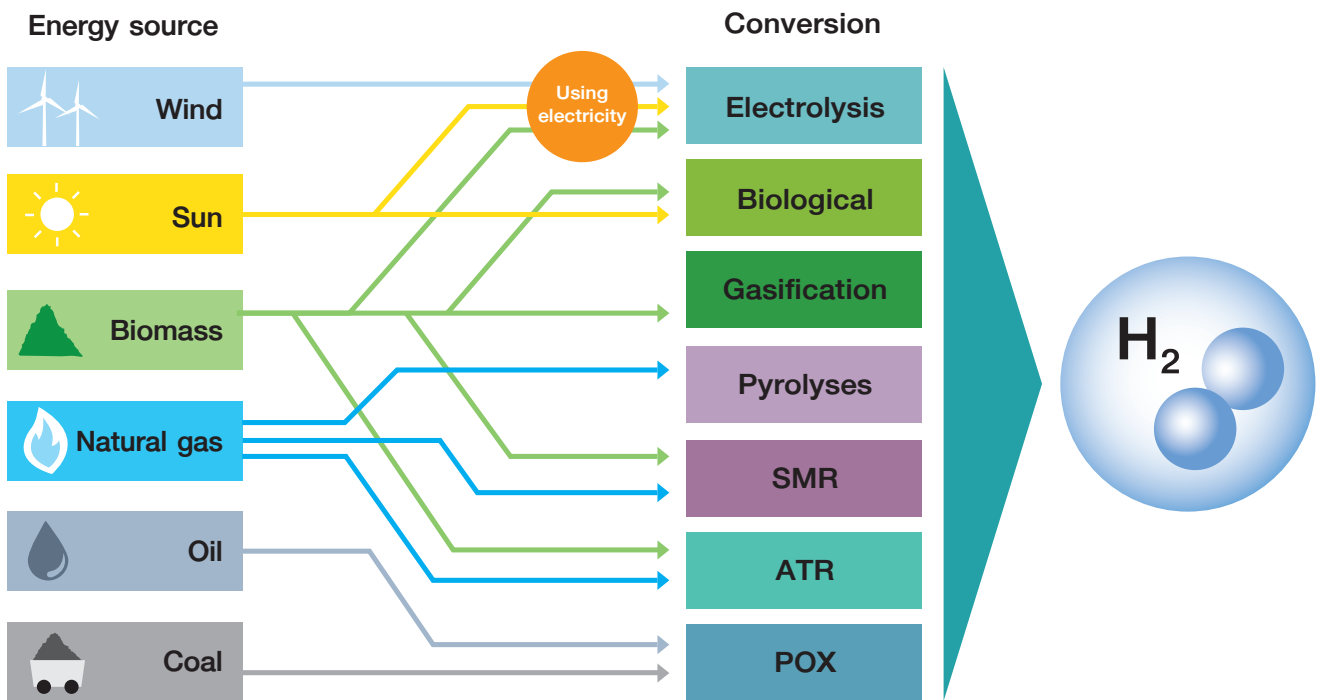 Energy source
Conversion
Wind
Using
electricity
Electrolysis
Sun
Biological
Biomass
Gasification
Natural gas
Pyrolyses
SMR
Oil
ATR
Coal
POX
H₂